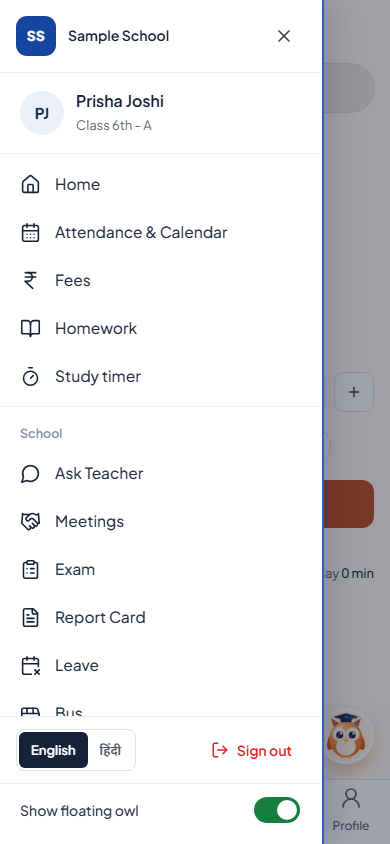 SS
Sample School
PJ
Prisha Joshi
Class 6th - A
Home
Attendance & Calendar
Fees
Homework
Study timer
School
Ask Teacher
Meetings
Exam
Report Card
Leave
Bus
English
हिंदी
Sign out
Show floating owl
ay 0 min
Profile